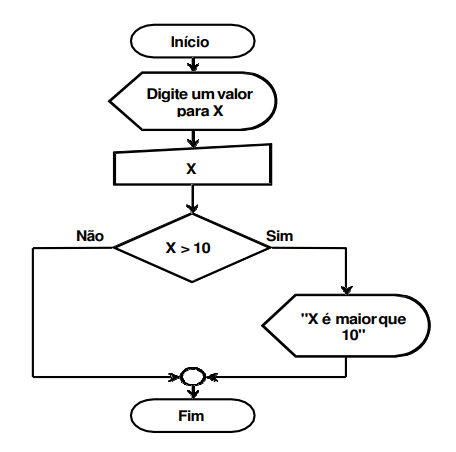 Início
Digite um valor
para X
X
Não
X > 10
Sim
"X é maior que
10"
Fim